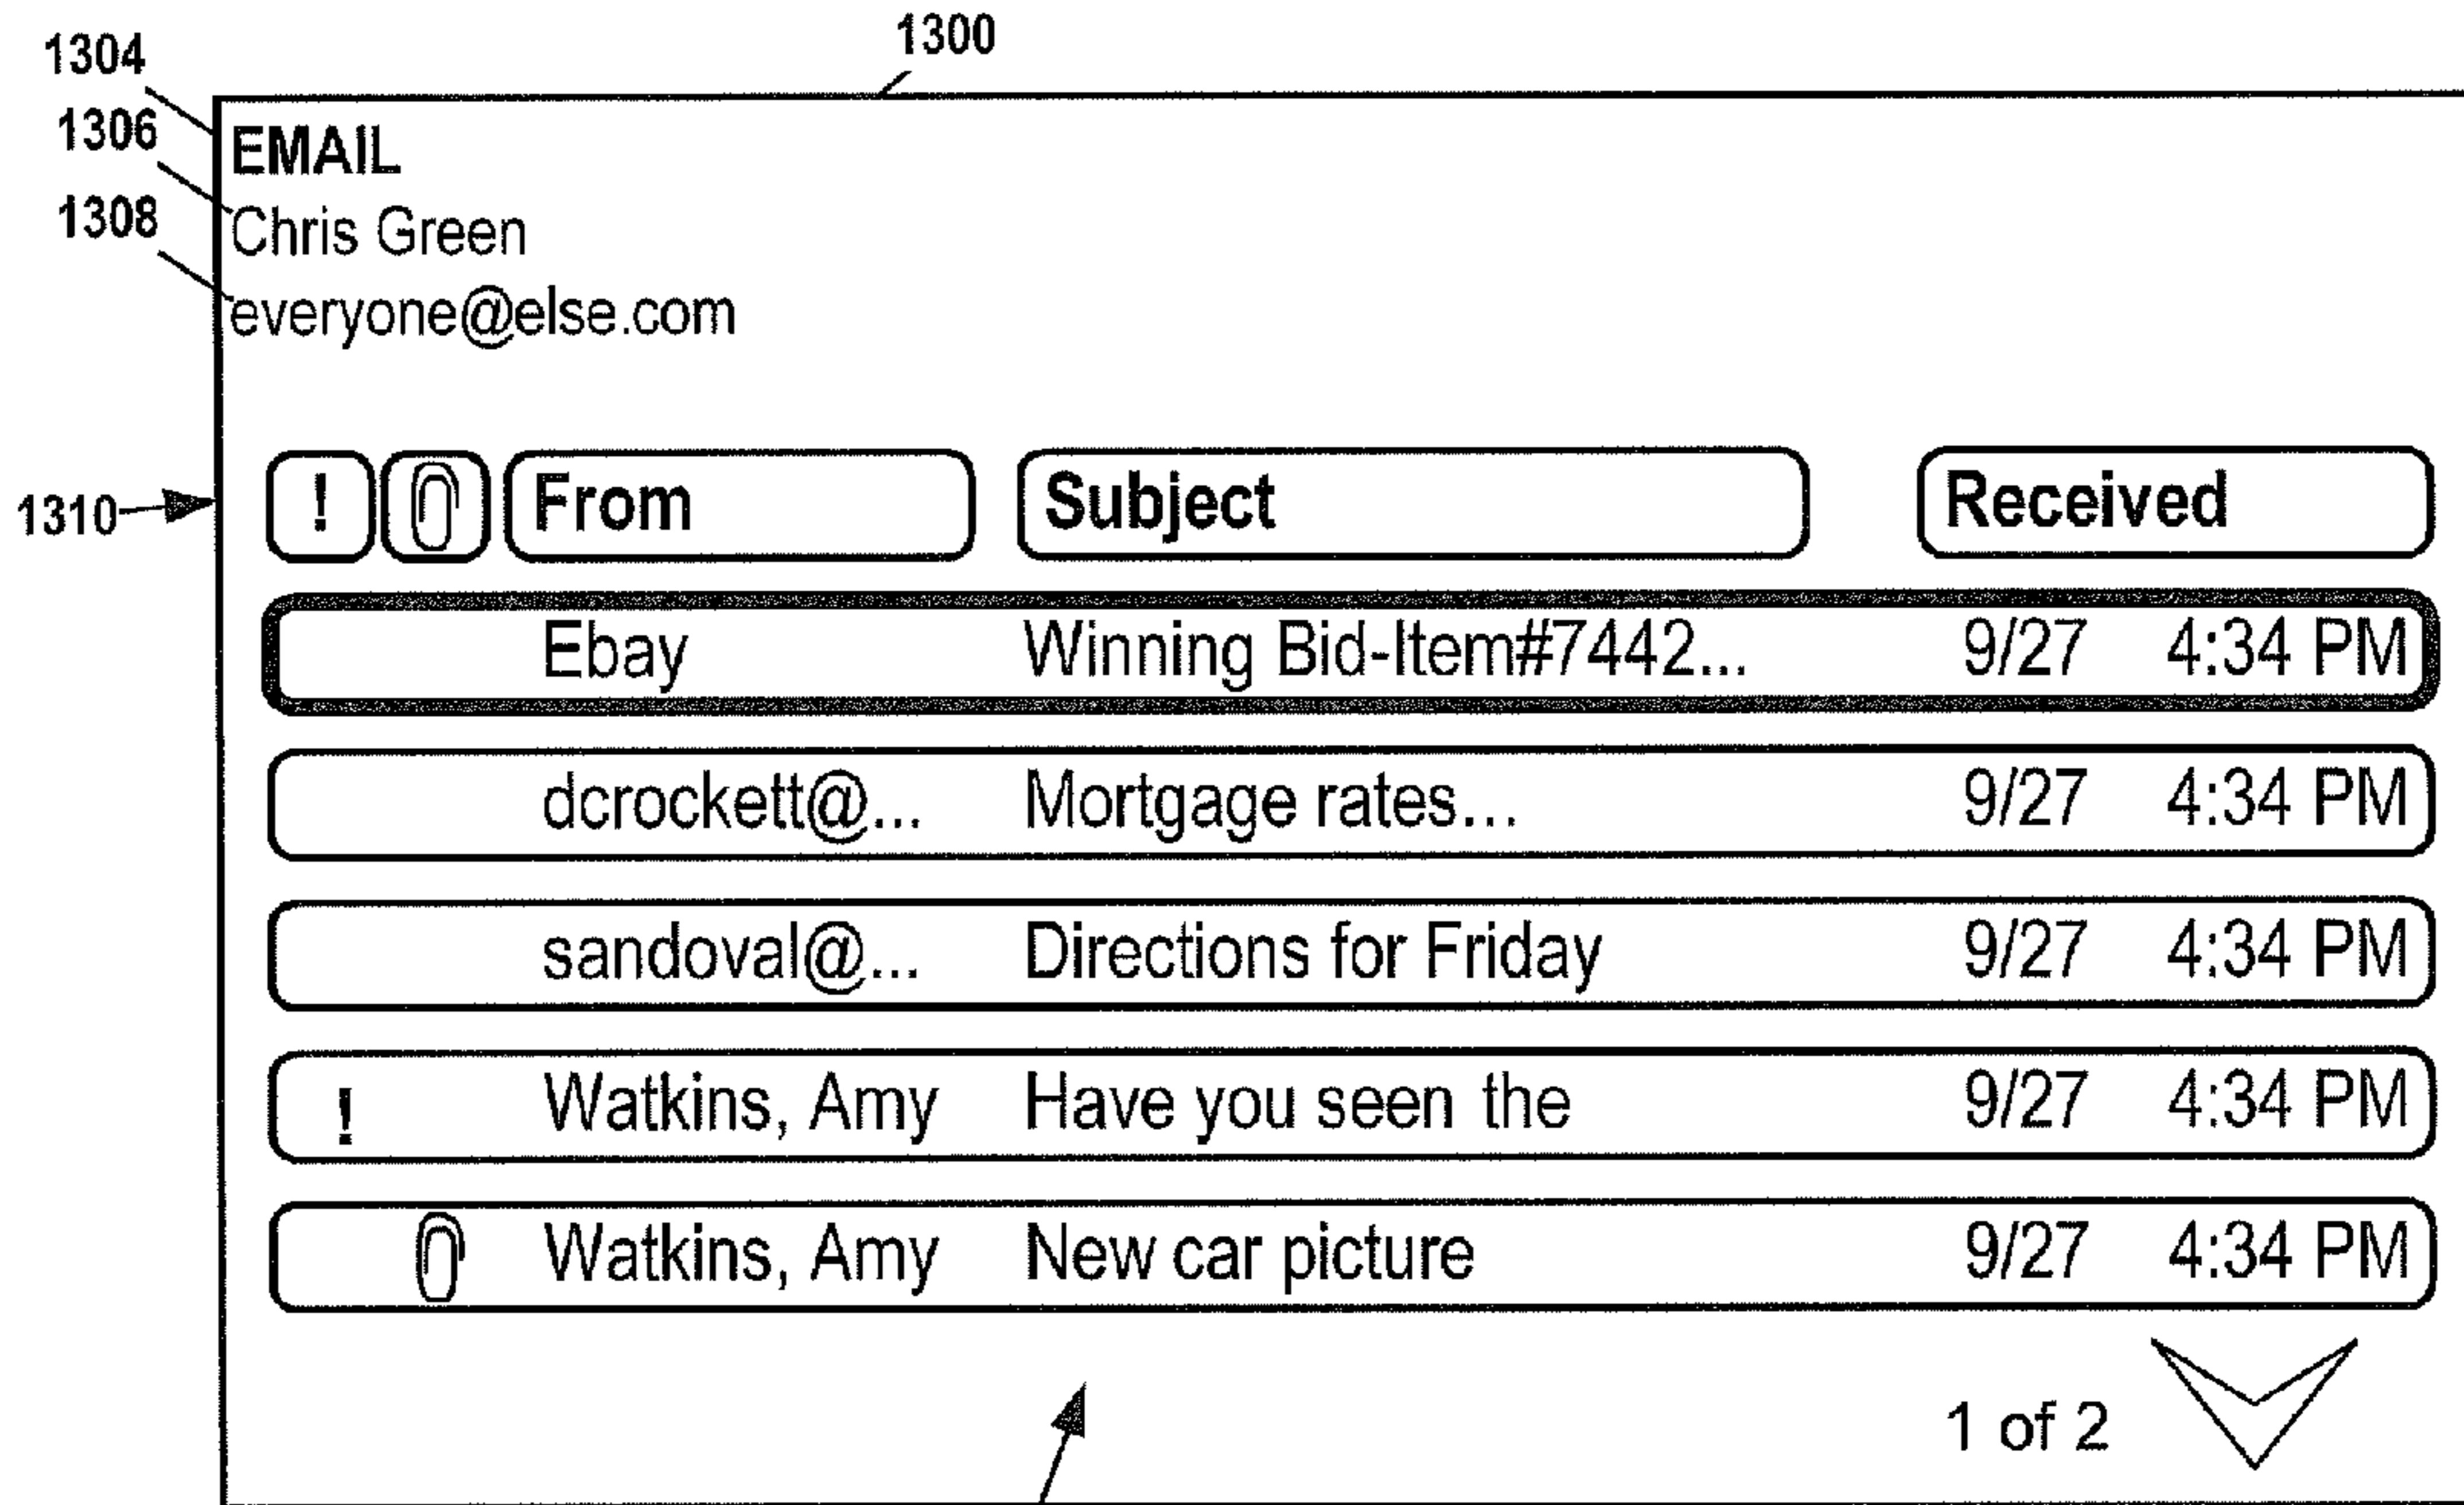 1300
1304
1306
1308
EMAIL
Chris Green
everyone@else.com
1310
! From Subject Received
Ebay Winning Bid-Item#7442... 9/27 4:34 PM
dcrockett@... Mortgage rates... 9/27 4:34 PM
sandoval@... Directions for Friday 9/27 4:34 PM
! Watkins, Amy Have you seen the 9/27 4:34 PM
Watkins, Amy New car picture 9/27 4:34 PM
1 of 2